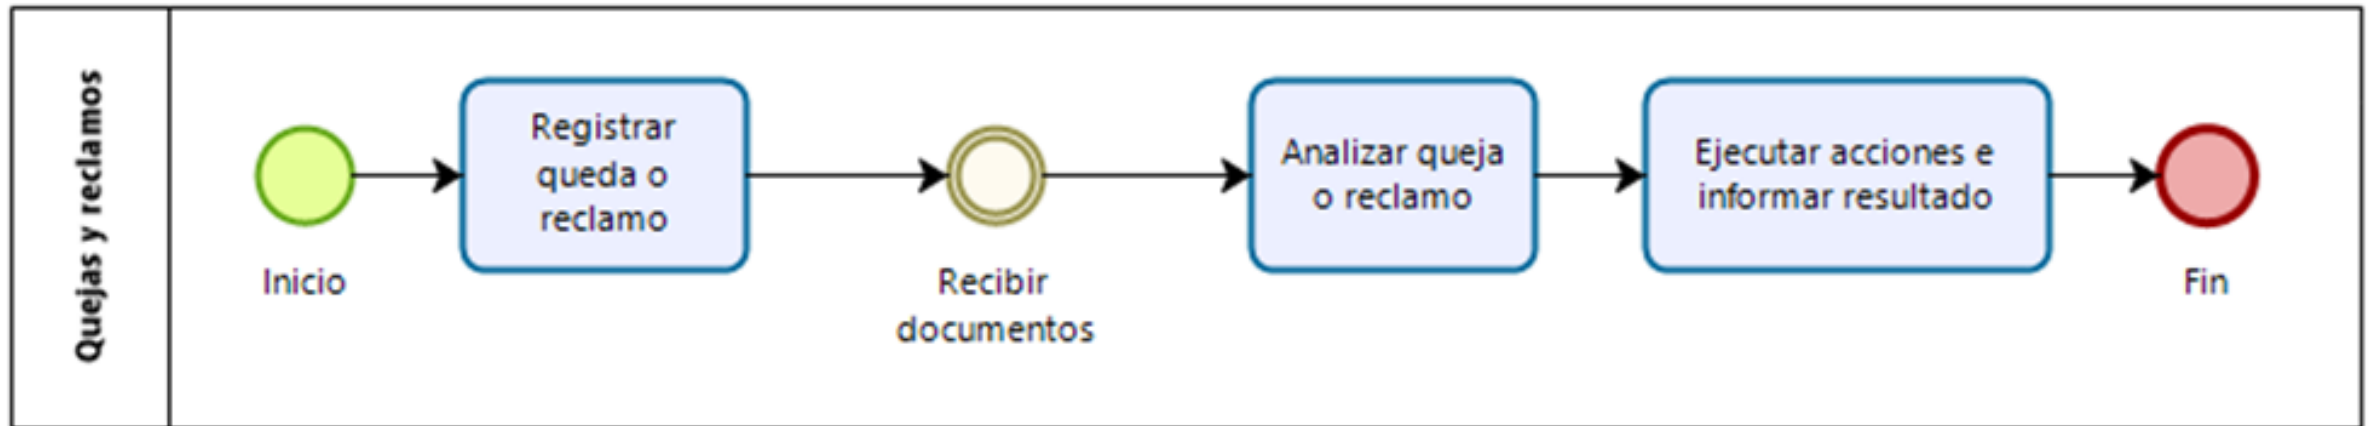 Quejas y reclamos
Inicio
Registrar
queda o
reclamo
Recibir
documentos
Analizar queja
o reclamo
Ejecutar acciones e
informar resultado
Fin